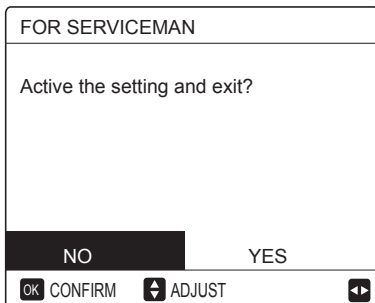 FOR SERVICEMAN
Active the setting and exit?
NO YES
OK CONFIRM ADJUST